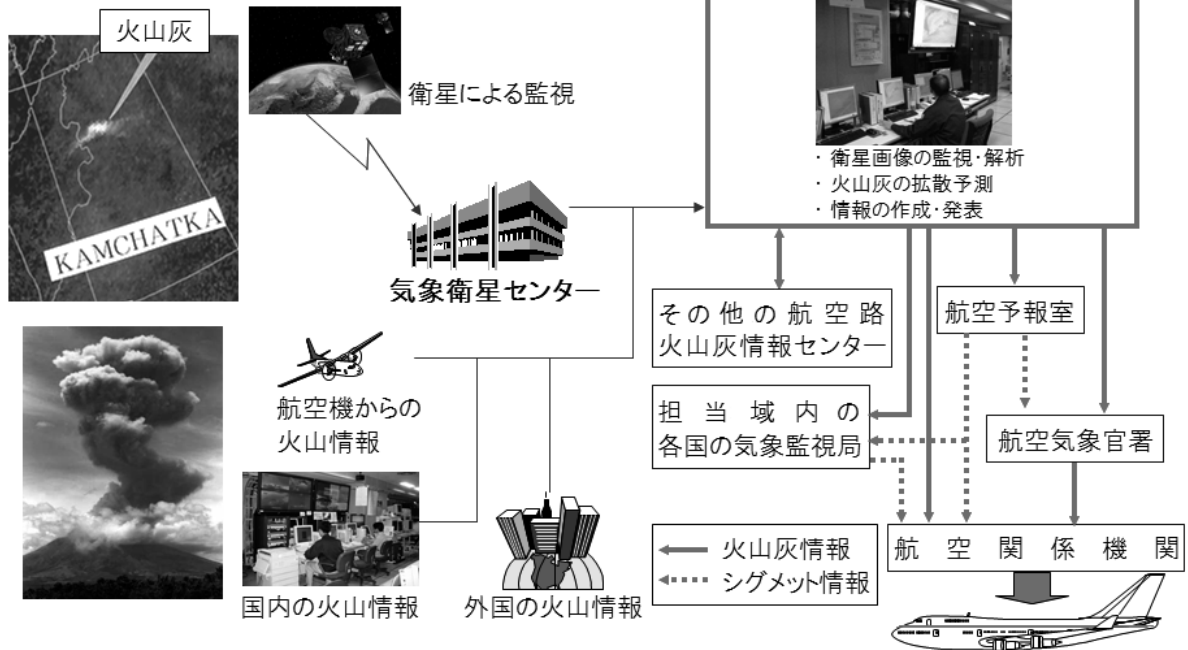 火山灰
KAMCHATKA
衛星による監視
気象衛星センター
航空機からの
火山情報
国内の火山情報
外国の火山情報
・衛星画像の監視・解析
・火山灰の拡散予測
・情報の作成・発表
その他の航空路
火山灰情報センター
航空予報室
担当域内の
各国の気象監視局
航空気象官署
火山灰情報
シグメット情報
航空関係機関